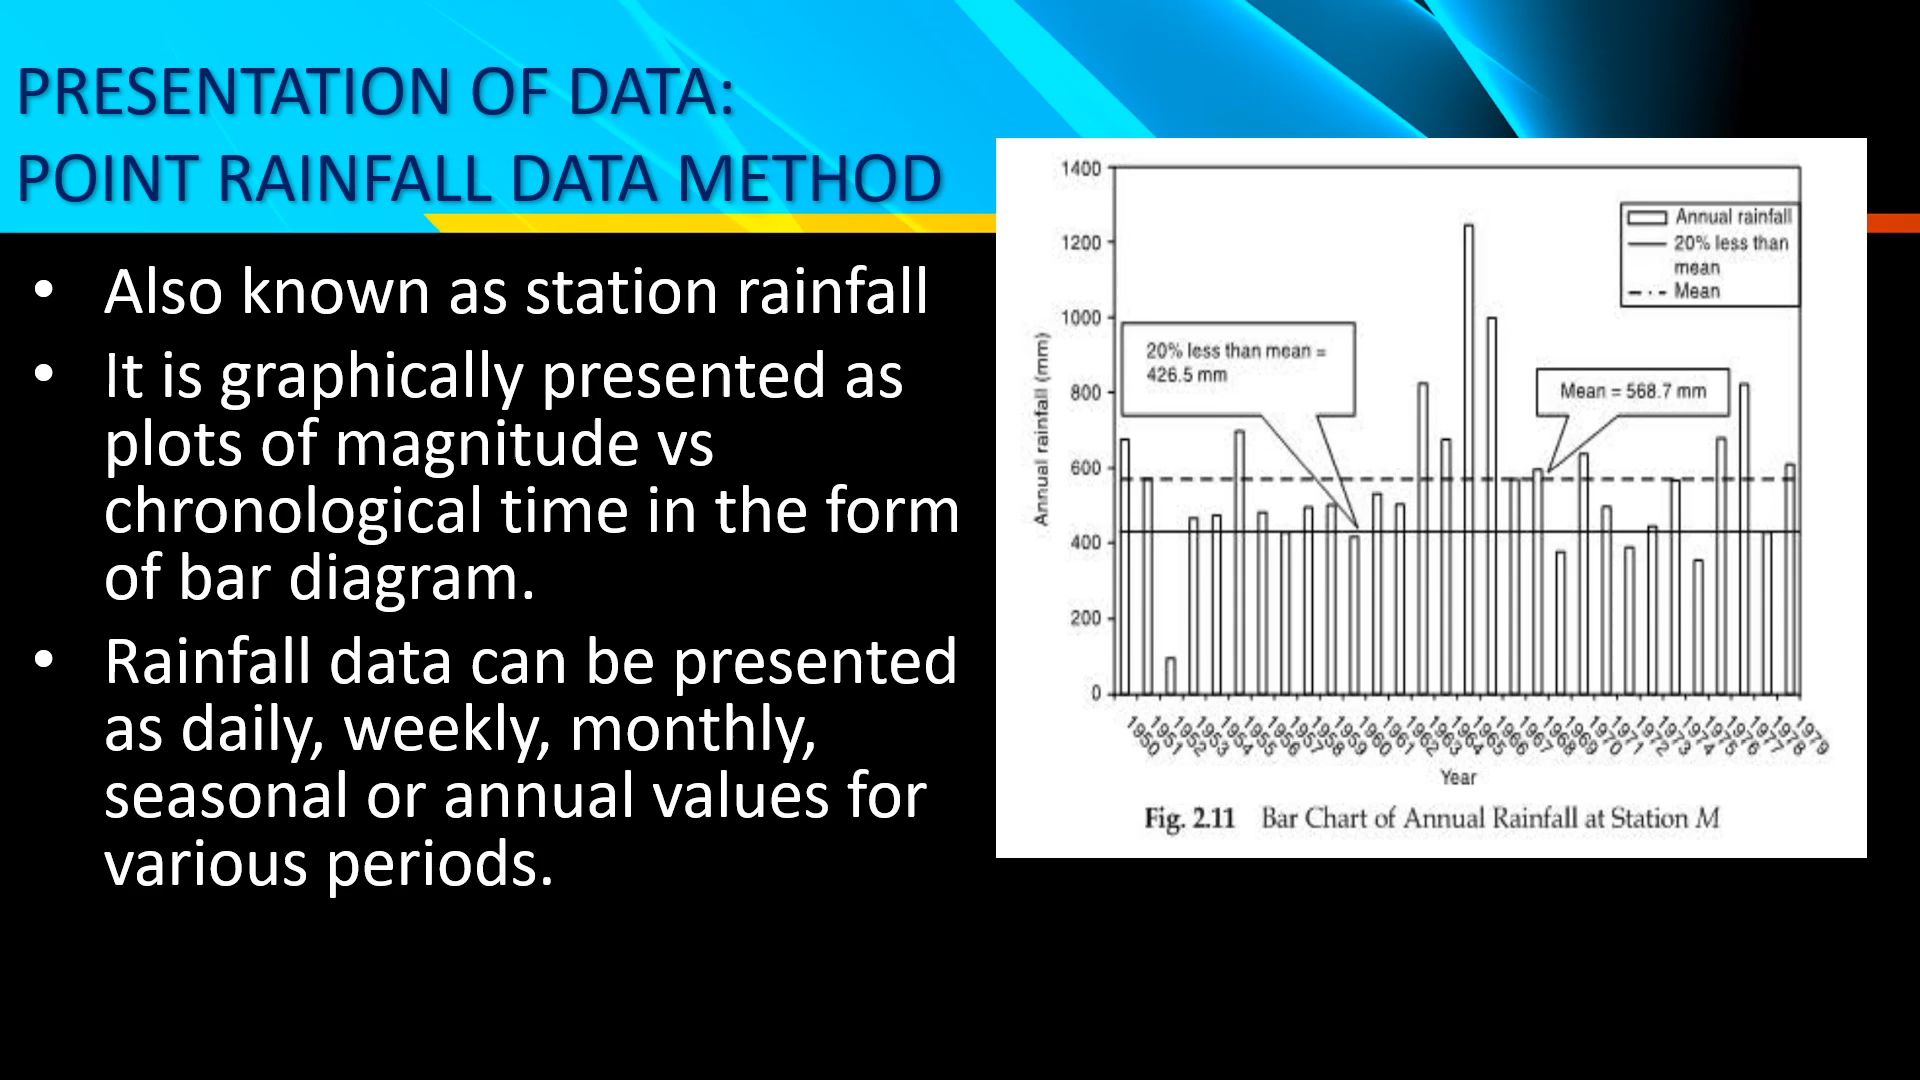 PRESENTATION OF DATA:
POINT RAINFALL DATA METHOD
• Also known as station rainfall
• It is graphically presented as
plots of magnitude vs
chronological time in the form
of bar diagram.
• Rainfall data can be presented
as daily, weekly, monthly,
seasonal or annual values for
various periods.
1400
1200
1000
800
600
400
200
0
Annual rainfall (mm)
Annual rainfall
20% less than
mean
Mean
20% less than mean =
426.5 mm
Mean = 568.7 mm
1950 1951 1952 1953 1954 1955 1956 1957 1958 1959 1960 1961 1962 1963 1964 1965 1966 1967 1968 1969 1970 1971 1972 1973 1974 1975 1976 1977 1978 1979
Year
Fig. 2.11 Bar Chart of Annual Rainfall at Station M